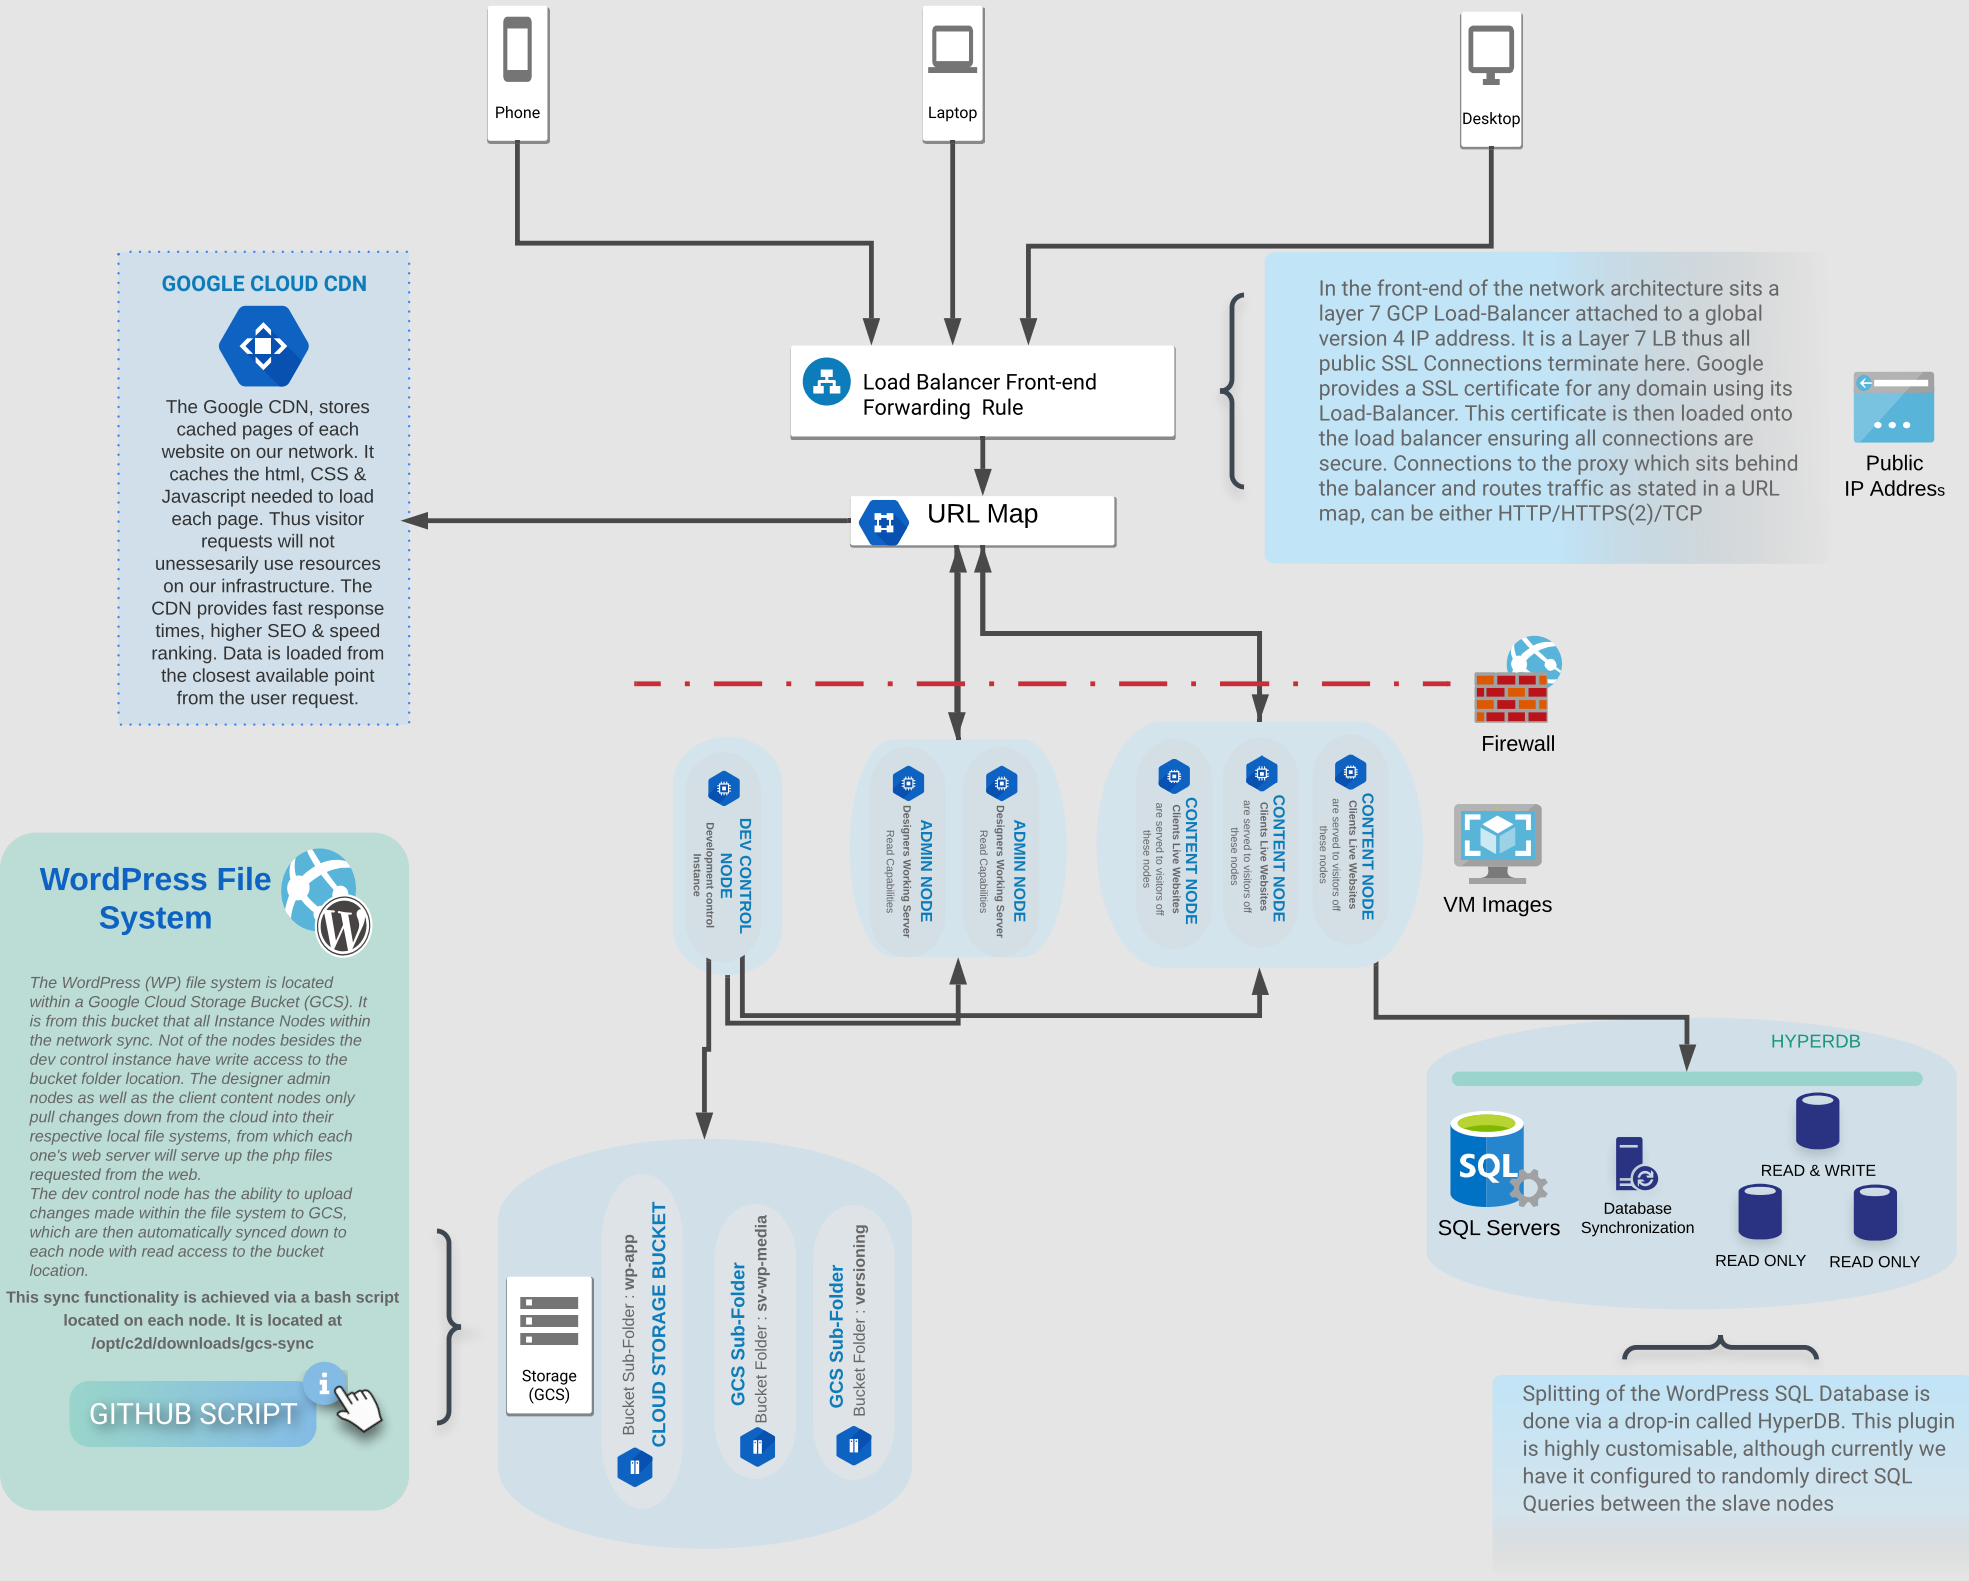 Phone
Laptop
Desktop
GOOGLE CLOUD CDN
The Google CDN, stores
cached pages of each
website on our network. It
caches the html, CSS &
Javascript needed to load
each page. Thus visitor
requests will not
unessesarily use resources
on our infrastructure. The
CDN provides fast response
times, higher SEO & speed
ranking. Data is loaded from
the closest available point
from the user request.
Load Balancer Front-end
Forwarding Rule
URL Map
In the front-end of the network architecture sits a
layer 7 GCP Load-Balancer attached to a global
version 4 IP address. It is a Layer 7 LB thus all
public SSL Connections terminate here. Google
provides a SSL certificate for any domain using its
Load-Balancer. This certificate is then loaded onto
the load balancer ensuring all connections are
secure. Connections to the proxy which sits behind
the balancer and routes traffic as stated in a URL
map, can be either HTTP/HTTPS(2)/TCP
Public
IP Address
Firewall
VM Images
DEV CONTROL
NODE
Development control
Instance
ADMIN NODE
Designers Working Server
Read Capabilities
ADMIN NODE
Designers Working Server
Read Capabilities
CONTENT NODE
Clients Live Websites
are served to visitors off
these nodes
CONTENT NODE
Clients Live Websites
are served to visitors off
these nodes
CONTENT NODE
Clients Live Websites
are served to visitors off
these nodes
WordPress File
System
W
The WordPress (WP) file system is located
within a Google Cloud Storage Bucket (GCS). It
is from this bucket that all Instance Nodes within
the network sync. Not of the nodes besides the
dev control instance have write access to the
bucket folder location. The designer admin
nodes as well as the client content nodes only
pull changes down from the cloud into their
respective local file systems, from which each
one's web server will serve up the php files
requested from the web.
The dev control node has the ability to upload
changes made within the file system to GCS,
which are then automatically synced down to
each node with read access to the bucket
location.
This sync functionality is achieved via a bash script
located on each node. It is located at
/opt/c2d/downloads/gcs-sync
GITHUB SCRIPT
i
Storage
(GCS)
Bucket Sub-Folder : wp-app
CLOUD STORAGE BUCKET
GCS Sub-Folder
Bucket Folder : sv-wp-media
GCS Sub-Folder
Bucket Folder : versioning
HYPERDB
SQL
SQL Servers
Database
Synchronization
READ & WRITE
READ ONLY
READ ONLY
Splitting of the WordPress SQL Database is
done via a drop-in called HyperDB. This plugin
is highly customisable, although currently we
have it configured to randomly direct SQL
Queries between the slave nodes